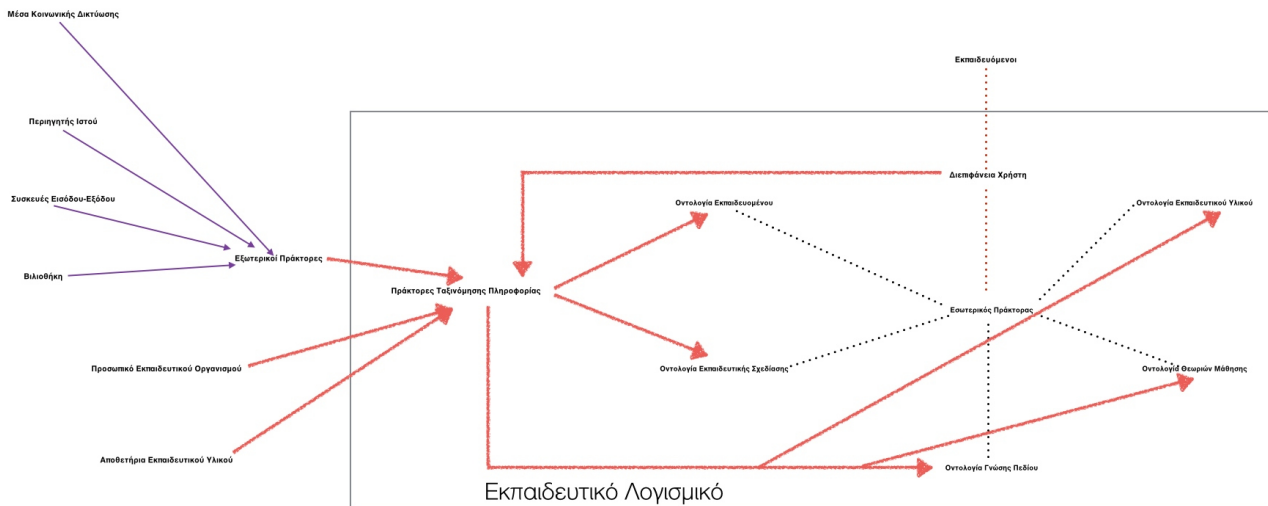 Μέσα Κοινωνικής Δικτύωσης
Εκπαιδευόμενοι
Περιηγητής Ιστού
Διεπιφάνεια Χρήστη
Συσκευές Εισόδου-Εξόδου
Οντολογία Εκπαιδευομένου
Οντολογία Εκπαιδευτικού Υλικού
Εξωτερικοί Πράκτορες
Βιλιοθήκη
Πράκτορες Ταξινόμησης Πληροφορίας
Εσωτερικός Πράκτορας
Προσωπικό Εκπαιδευτικού Οργανισμού
Οντολογία Εκπαιδευτικής Σχεδίασης
Οντολογία Θεωριών Μάθησης
Αποθετήρια Εκπαιδευτικού Υλικού
Οντολογία Γνώσης Πεδίου
Εκπαιδευτικό Λογισμικό